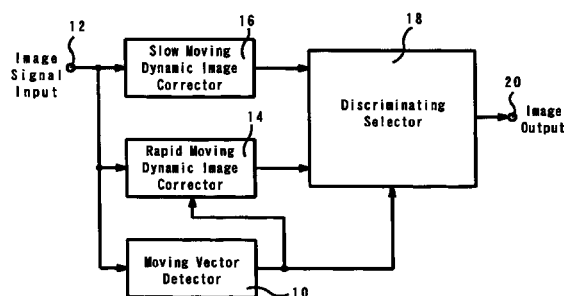 12
Image
Signal
Input
16
Slow Moving
Dynamic Image
Corrector
14
Rapid Moving
Dynamic Image
Corrector
Moving Vector
Detector
10
18
Discriminating
Selector
20
Image
Output